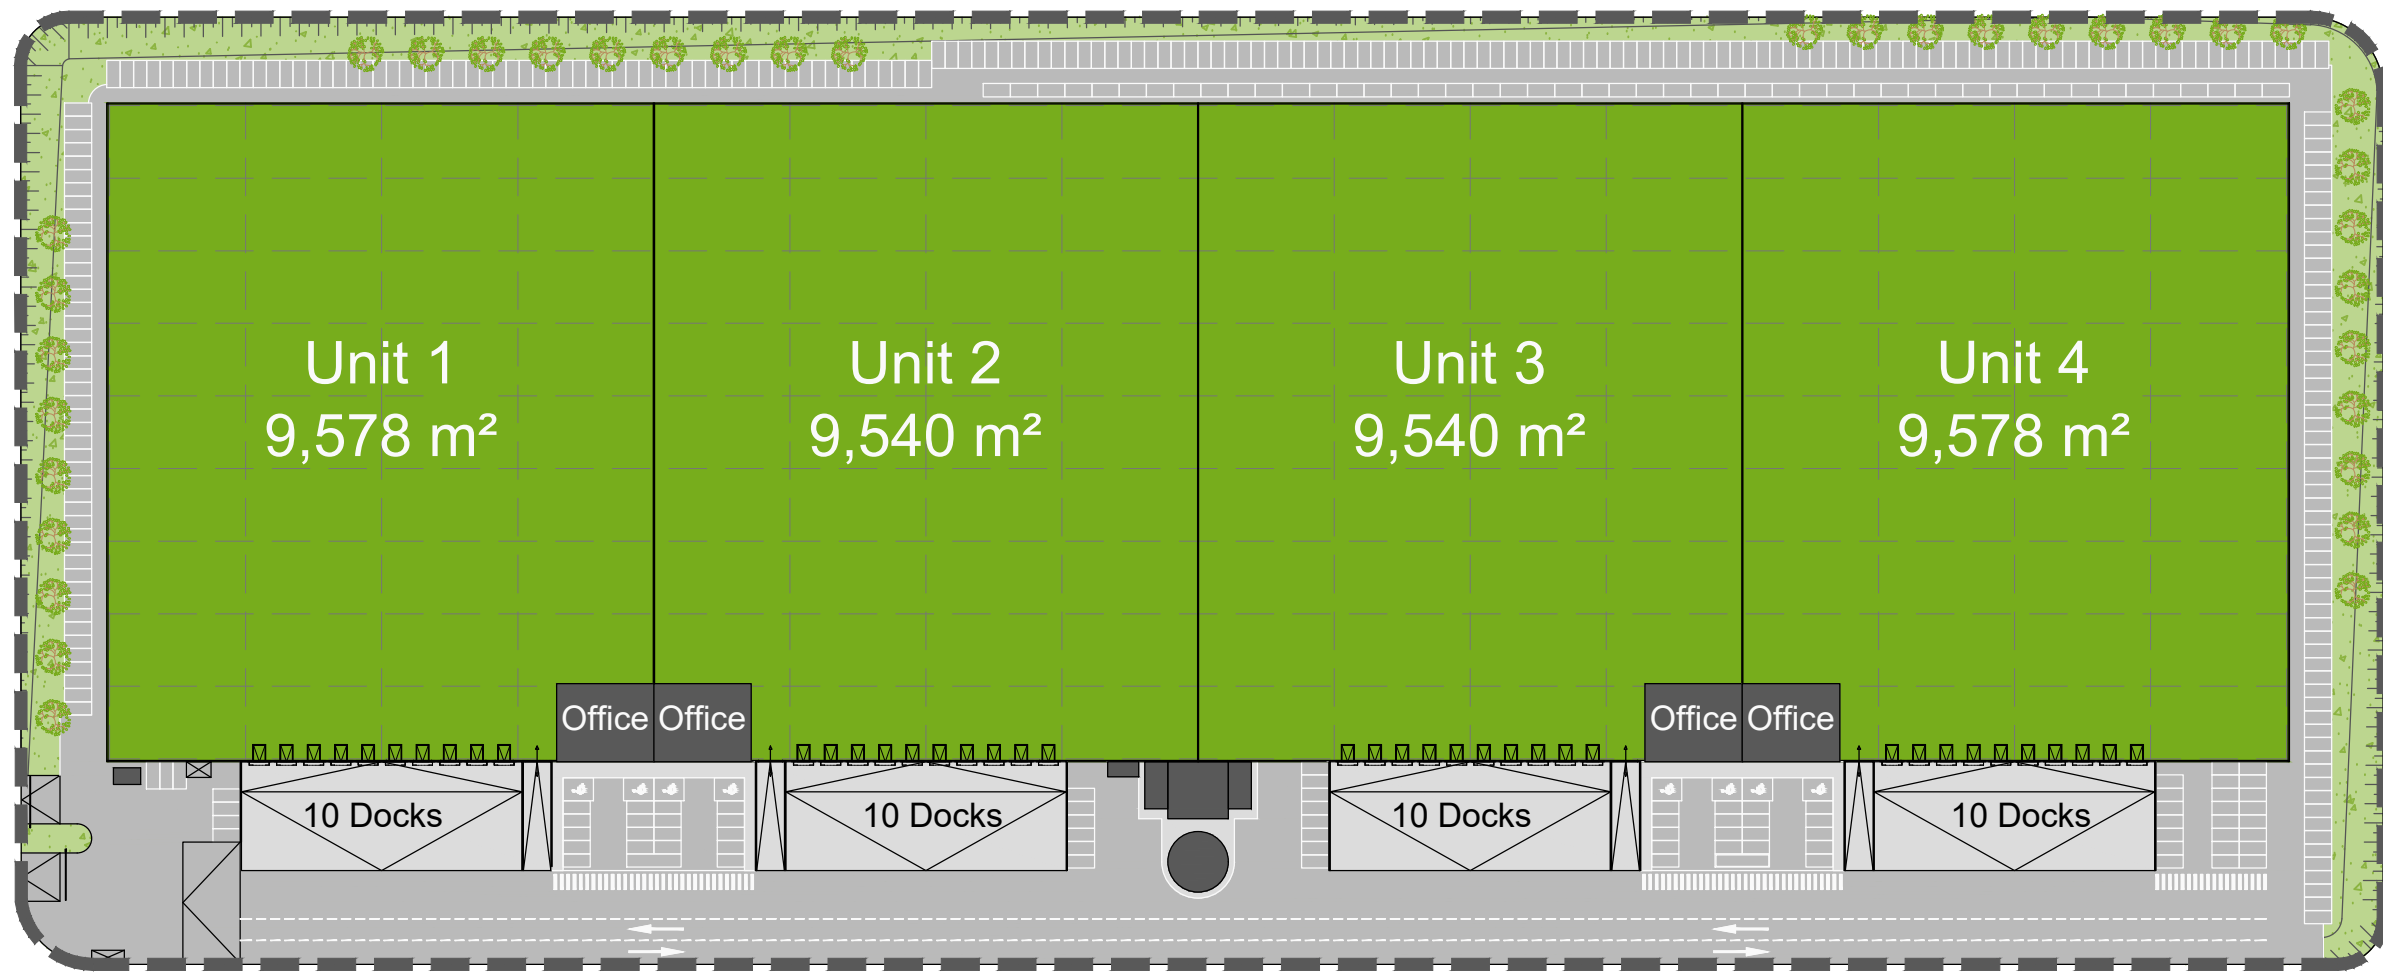 Unit 1
9,578 m²
Unit 2
9,540 m²
Unit 3
9,540 m²
Unit 4
9,578 m²
Office
Office
Office
Office
10 Docks
10 Docks
10 Docks
10 Docks